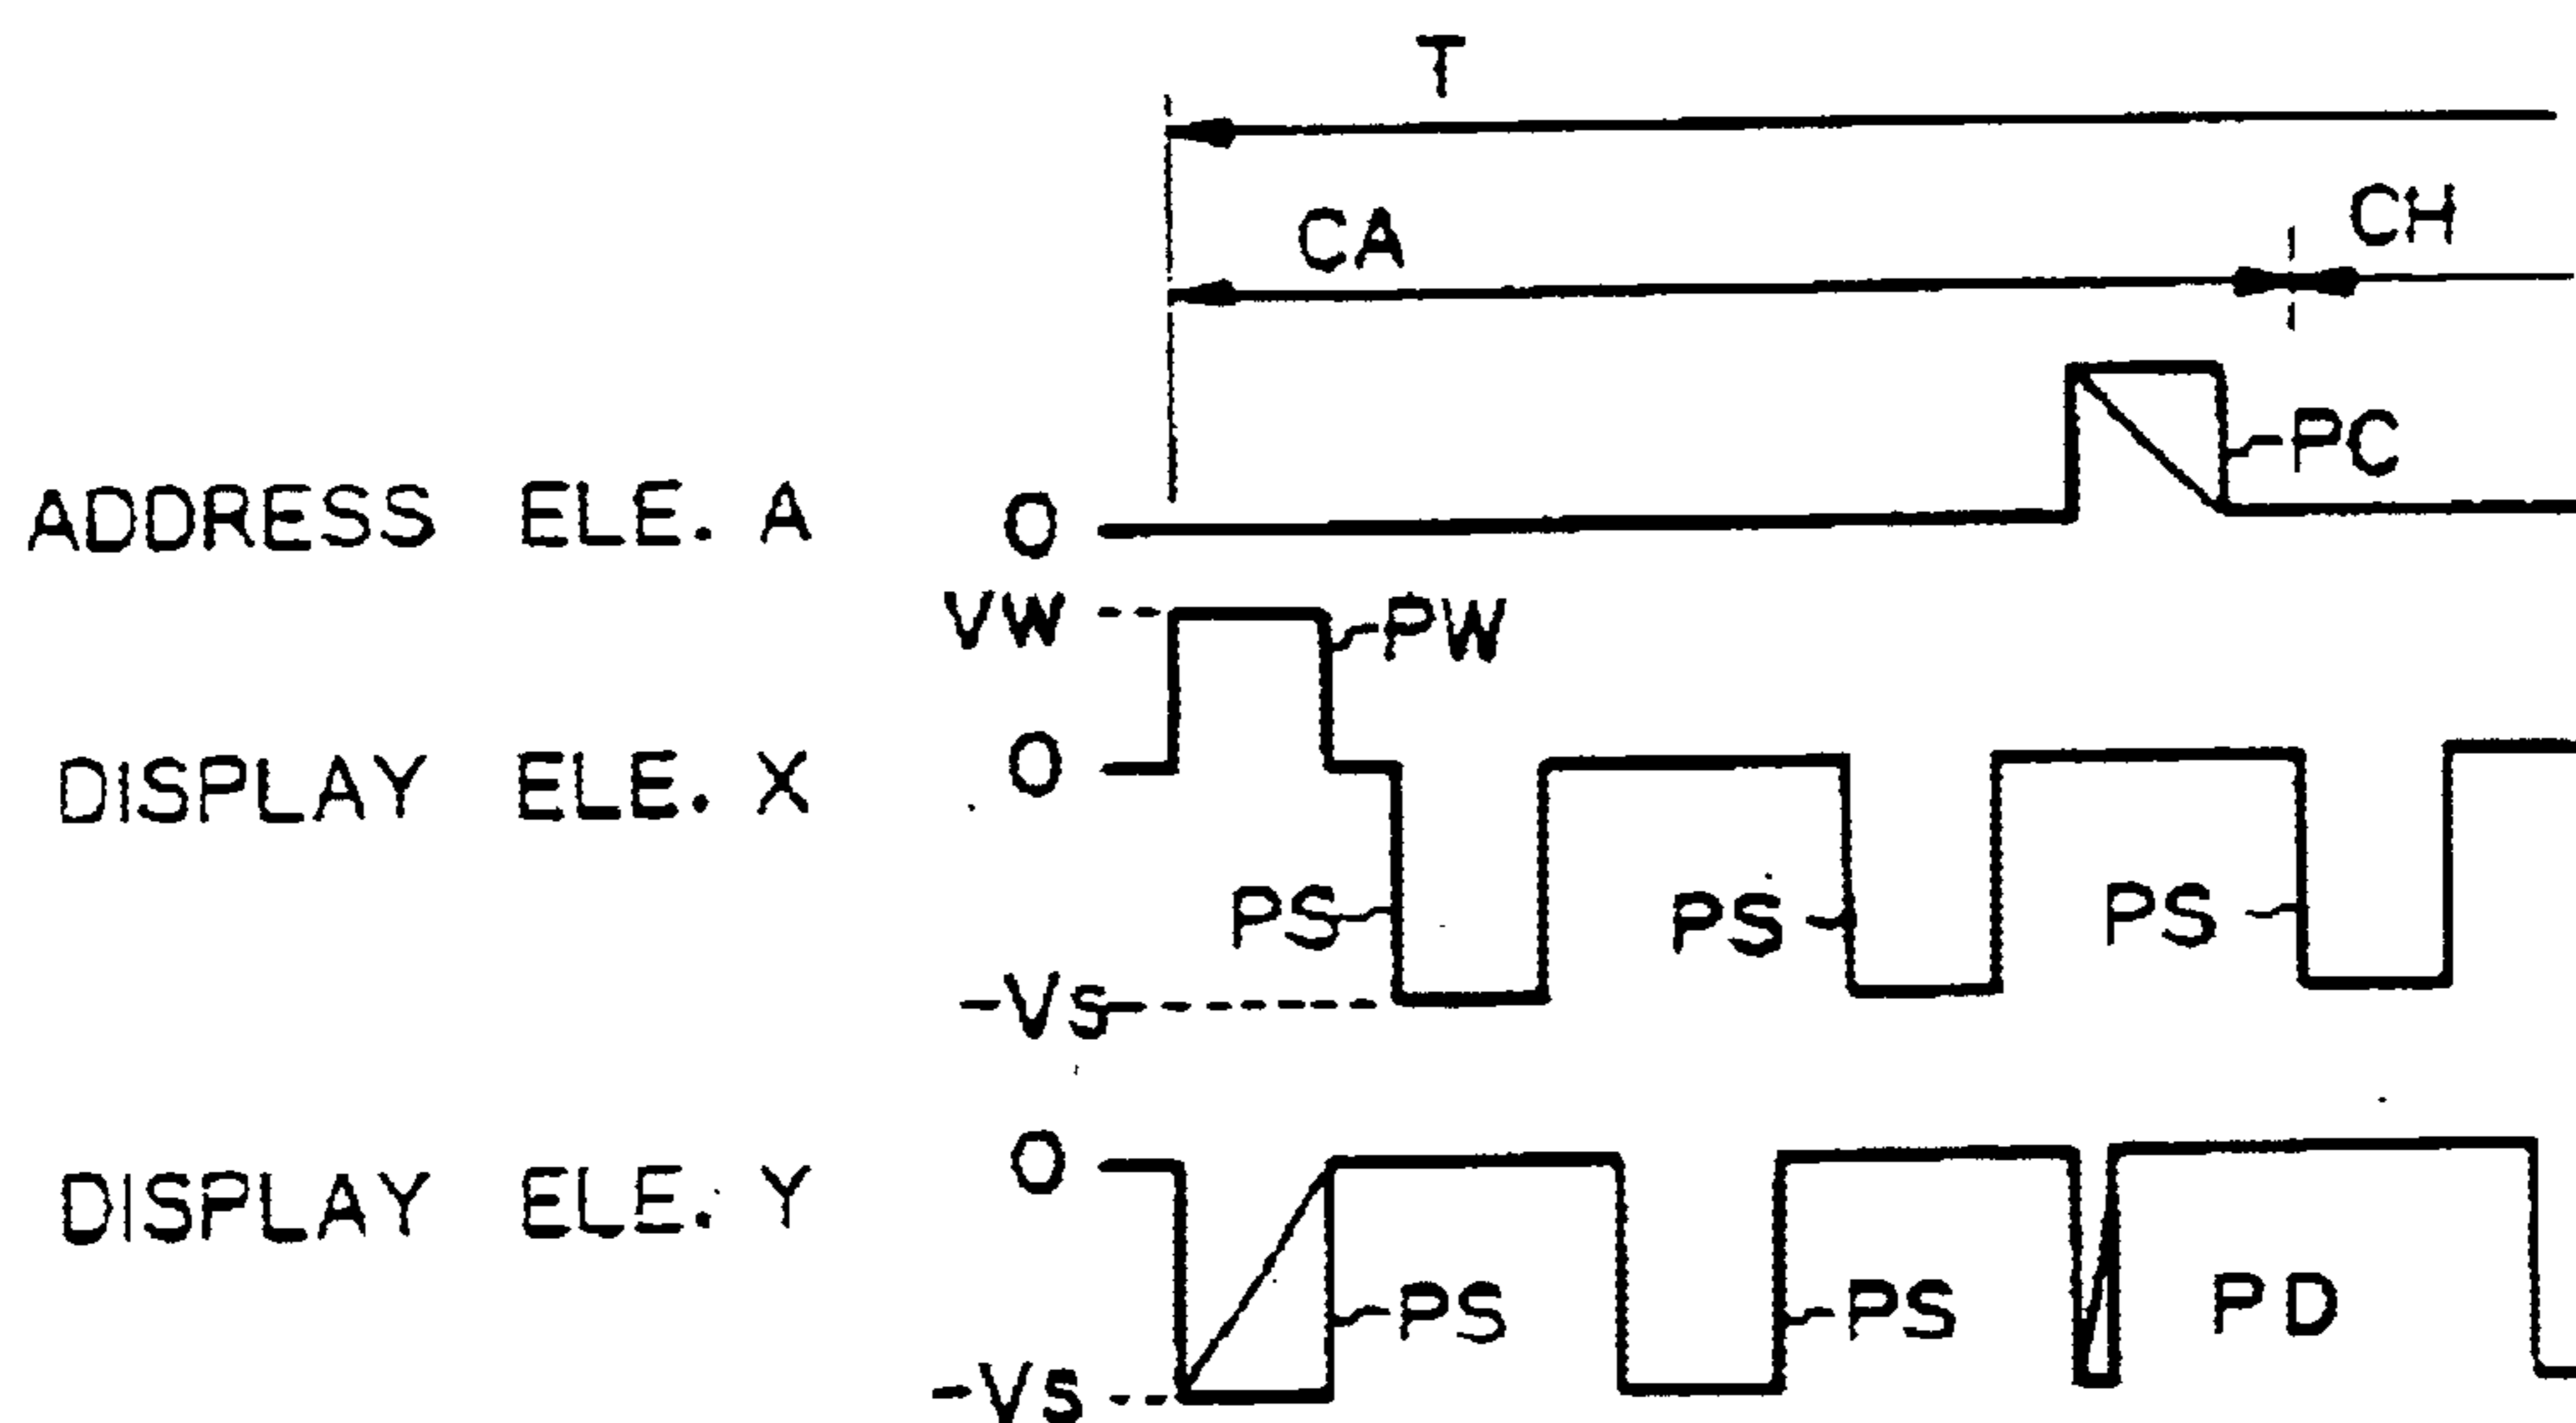 T
CA
CH
PC
ADDRESS ELE. A
0
VW
PW
DISPLAY ELE. X
0
PS
PS
PS
-Vs
DISPLAY ELE. Y
0
PS
PS
PD
-Vs